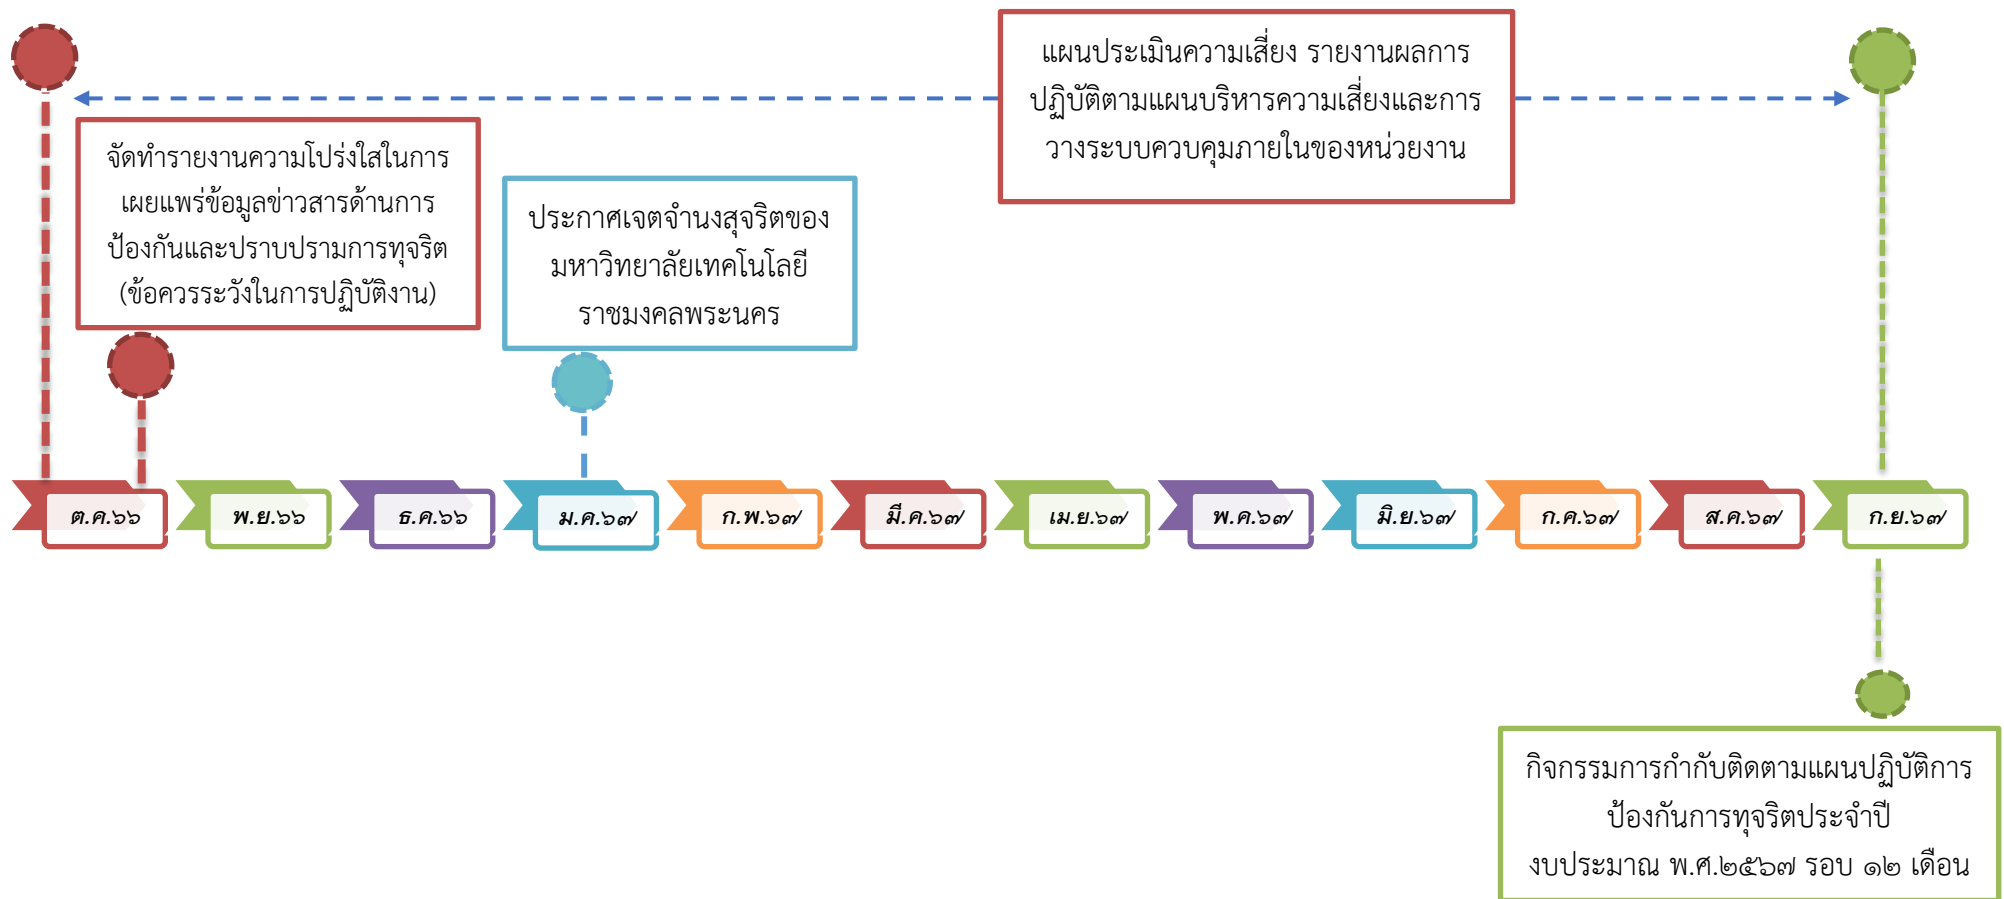 แผนประเมินความเสี่ยง รายงานผลการ
ปฏิบัติตามแผนบริหารความเสี่ยงและการ
วางระบบควบคุมภายในของหน่วยงาน
จัดทำรายงานความโปร่งใสในการ
เผยแพร่ข้อมูลข่าวสารด้านการ
ป้องกันและปราบปรามการทุจริต
(ข้อควรระวังในการปฏิบัติงาน)
ประกาศเจตจำนงสุจริตของ
มหาวิทยาลัยเทคโนโลยี
ราชมงคลพระนคร
ต.ค.๖๖
พ.ย.๖๖
ธ.ค.๖๖
ม.ค.๖๗
ก.พ.๖๗
มี.ค.๖๗
เม.ย.๖๗
พ.ค.๖๗
มิ.ย.๖๗
ก.ค.๖๗
ส.ค.๖๗
ก.ย.๖๗
กิจกรรมการกำกับติดตามแผนปฏิบัติการ
ป้องกันการทุจริตประจำปี
งบประมาณ พ.ศ.๒๕๖๗ รอบ ๑๒ เดือน